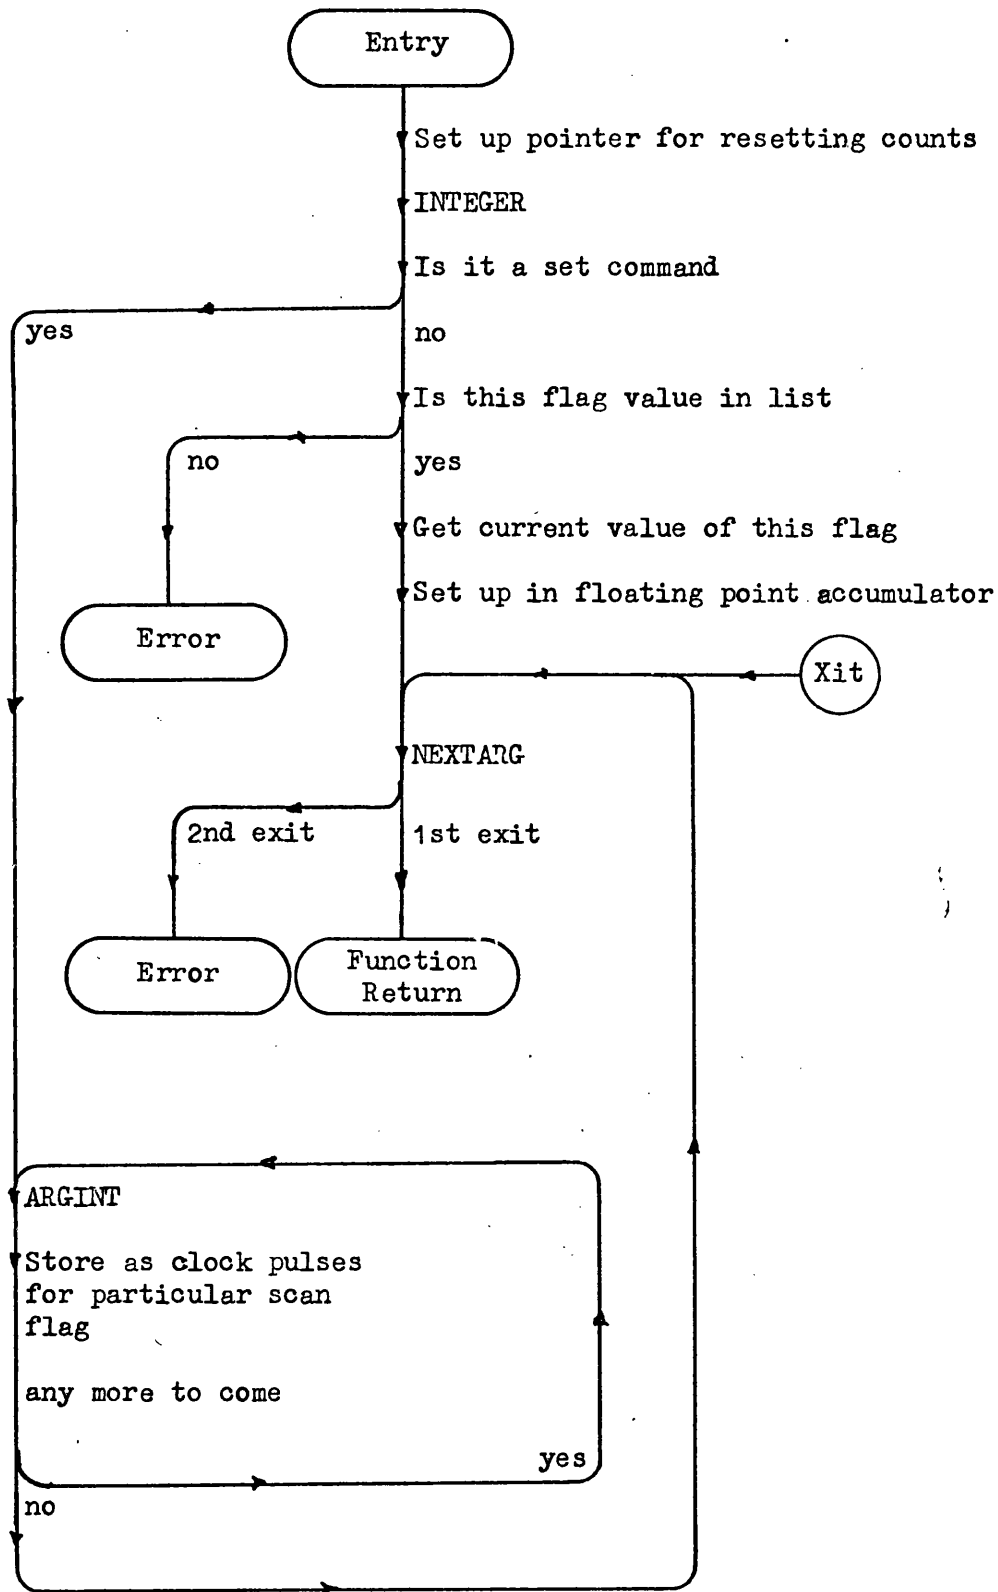 Entry
Set up pointer for resetting counts
INTEGER
Is it a set command
yes
no
Is this flag value in list
no
yes
Get current value of this flag
Set up in floating point accumulator
Error
Xit
NEXTARG
2nd exit
1st exit
Error
Function
Return
ARGINT
Store as clock pulses
for particular scan
flag
any more to come
yes
no